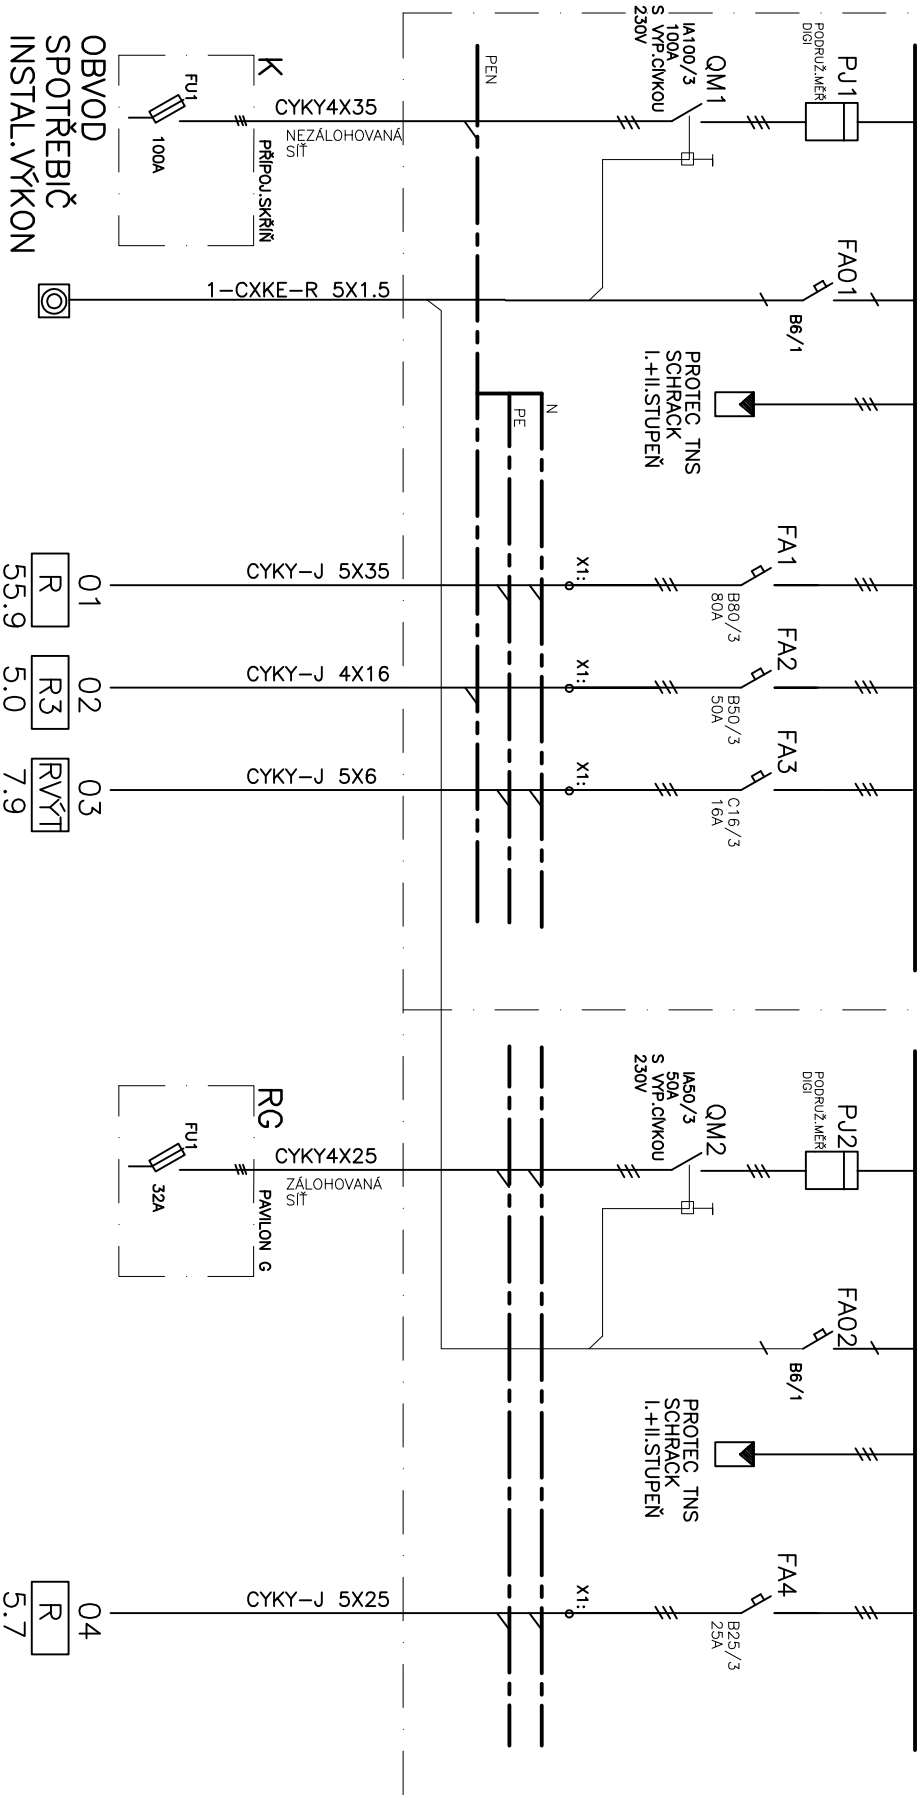 PJ1
PODRUŽ.MĚŘ
DIGI
QM1
IA100/3
100A
S VYP.CÍVKOU
230V
PEN
CYKY4X35
NEZÁLOHOVANÁ
SÍŤ
K
PŘÍPOJ.SKŘÍŇ
FU1
100A
OBVOD
SPOTŘEBIČ
INSTAL.VÝKON
FA01
B6/1
1-CXKE-R 5X1.5
PROTEC TNS
SCHRACK
I.+II.STUPEŇ
N
PE
FA1
B80/3
80A
X1:
CYKY-J 5X35
01
R
55.9
FA2
B50/3
50A
X1:
CYKY-J 4X16
02
R3
5.0
FA3
C16/3
16A
X1:
CYKY-J 5X6
03
RVÝT
7.9
PJ2
PODRUŽ.MĚŘ
DIGI
QM2
IA50/3
50A
S VYP.CÍVKOU
230V
CYKY4X25
ZÁLOHOVANÁ
SÍŤ
RG
PAVILON G
FU1
32A
FA02
B6/1
PROTEC TNS
SCHRACK
I.+II.STUPEŇ
FA4
B25/3
25A
X1:
CYKY-J 5X25
04
R
5.7